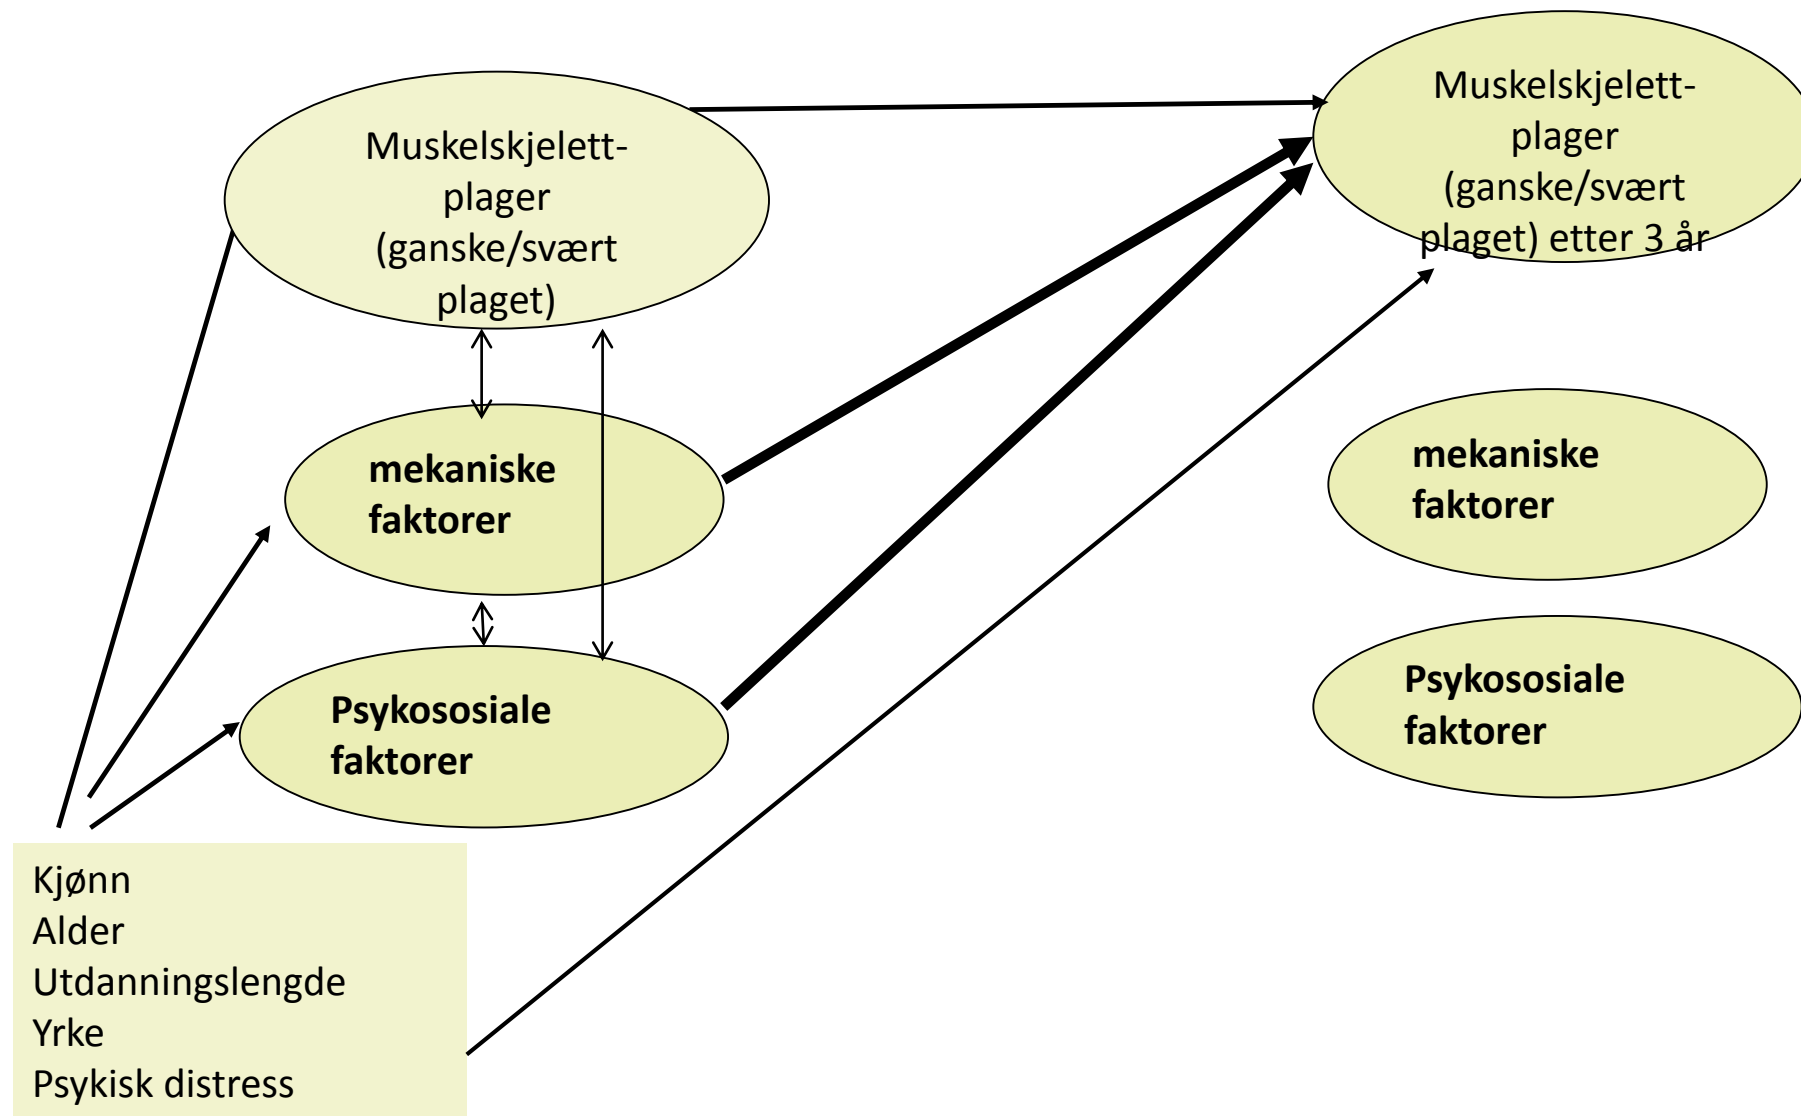 Muskelskjelett-
plager
(ganske/svært
plaget)
Muskelskjelett-
plager
(ganske/svært
plaget) etter 3 år
mekaniske
faktorer
mekaniske
faktorer
Psykososiale
faktorer
Psykososiale
faktorer
Kjønn
Alder
Utdanningslengde
Yrke
Psykisk distress